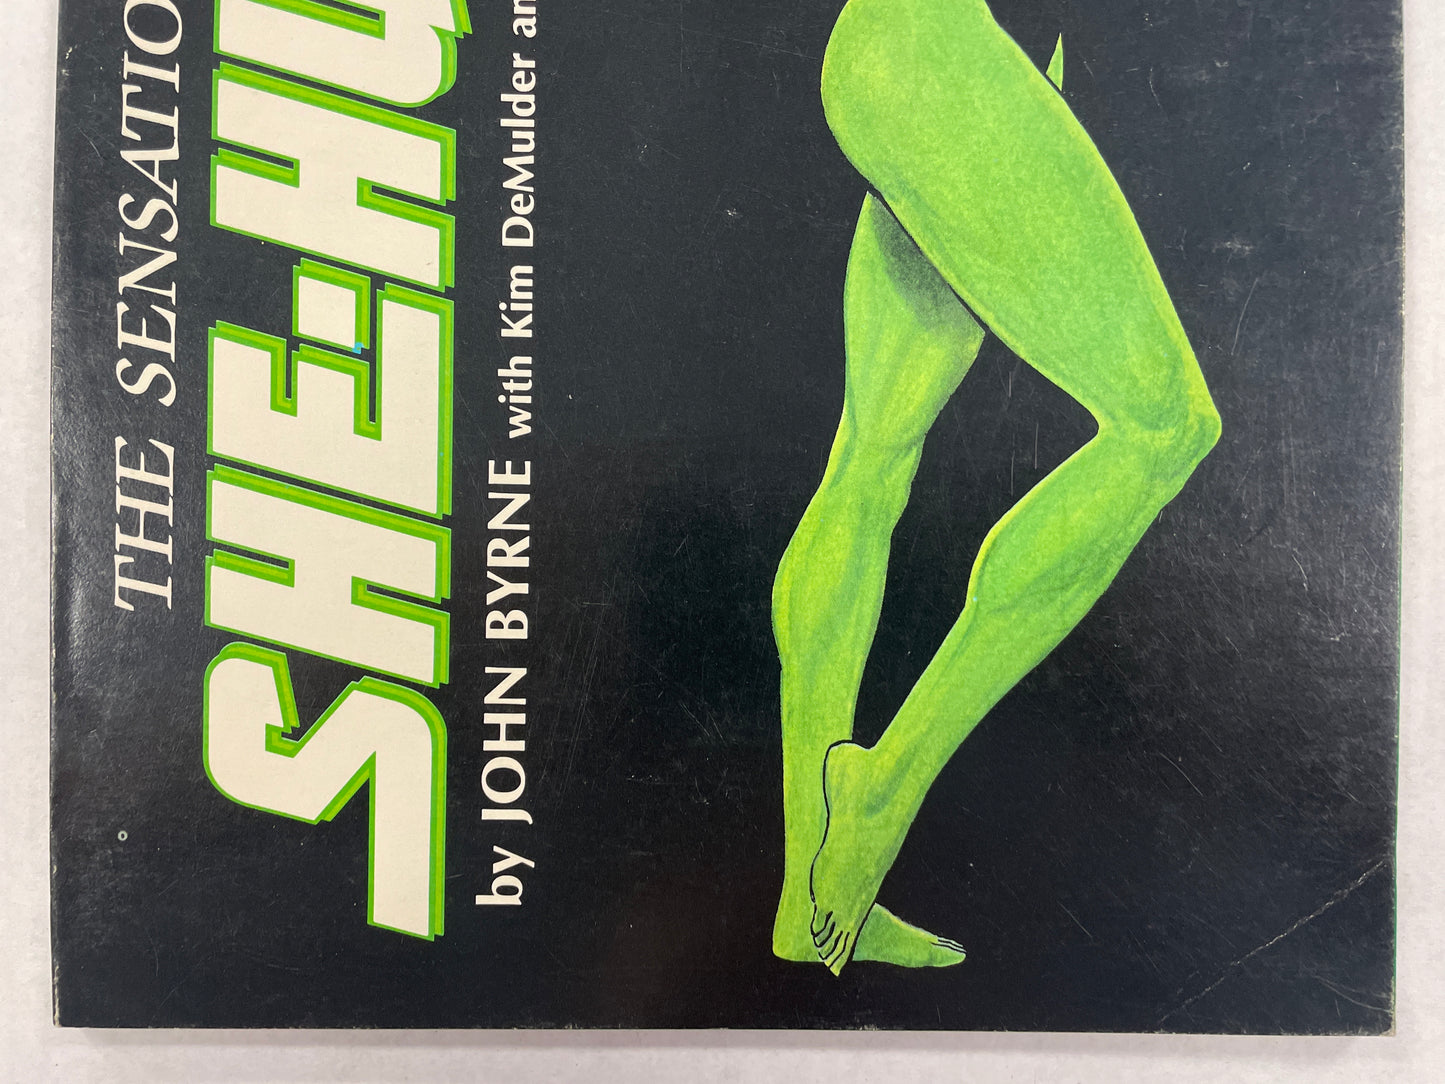 THE SENSATIO
SHE-HU
by JOHN BYRNE with Kim DeMulder an